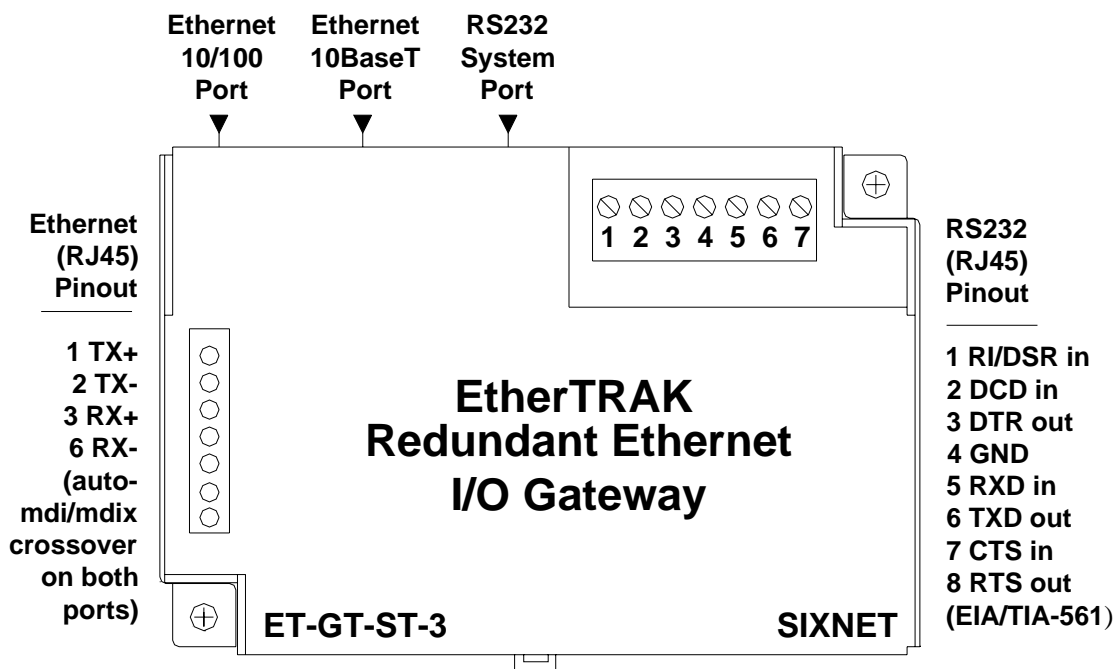 Ethernet
10/100
Port
Ethernet
10BaseT
Port
RS232
System
Port
1 2 3 4 5 6 7
Ethernet
(RJ45)
Pinout
1 TX+
2 TX-
3 RX+
6 RX-
(auto-
mdi/mdix
crossover
on both
ports)
EtherTRAK
Redundant Ethernet
I/O Gateway
ET-GT-ST-3
SIXNET
RS232
(RJ45)
Pinout
1 RI/DSR in
2 DCD in
3 DTR out
4 GND
5 RXD in
6 TXD out
7 CTS in
8 RTS out
(EIA/TIA-561)